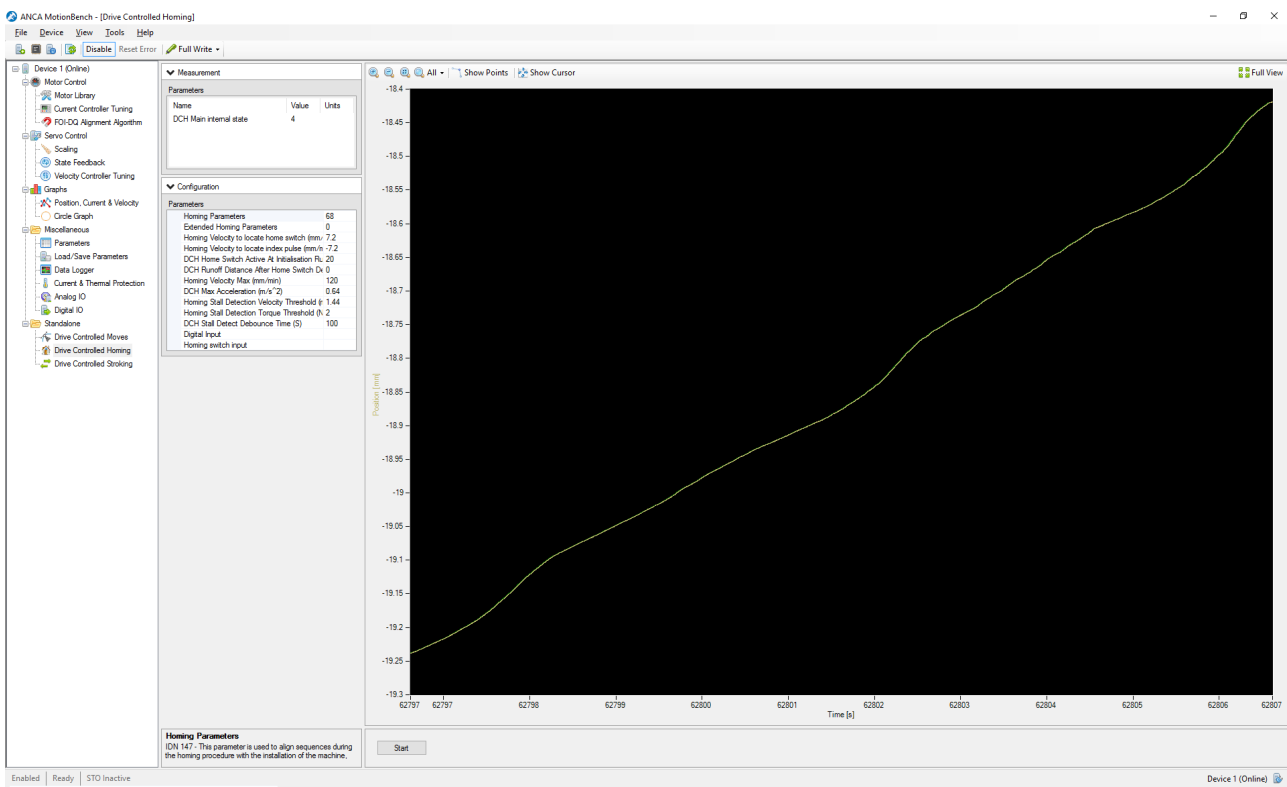 ANCA MotionBench - [Drive Controlled Homing]
File Device View Tools Help
Disable Reset Error Full Write
Device 1 (Online)
Motor Control
Motor Library
Current Controller Tuning
FOI-DQ Alignment Algorithm
Servo Control
Scaling
State Feedback
Velocity Controller Tuning
Graphs
Position, Current & Velocity
Circle Graph
Miscellaneous
Parameters
Load/Save Parameters
Data Logger
Current & Thermal Protection
Analog IO
Digital IO
Standalone
Drive Controlled Moves
Drive Controlled Homing
Drive Controlled Stroking
Measurement
Parameters
Name Value Units
DCH Main internal state 4
Configuration
Parameters
Homing Parameters 68
Extended Homing Parameters 0
Homing Velocity to locate home switch (mm/ 7.2
Homing Velocity to locate index pulse (mm/n -7.2
DCH Home Switch Active At Initialisation Ru 20
DCH Runoff Distance After Home Switch De 0
Homing Velocity Max (mm/min) 120
DCH Max Acceleration (m/s^2) 0.64
Homing Stall Detection Velocity Threshold (r 1.44
Homing Stall Detection Torque Threshold (N 2
DCH Stall Detect Debounce Time (S) 100
Digital Input
Homing switch input
Homing Parameters
IDN 147 - This parameter is used to align sequences during
the homing procedure with the installation of the machine,
All Show Points Show Cursor Full View
-18.4
-18.45
-18.5
-18.55
-18.6
-18.65
-18.7
-18.75
-18.8
-18.85
-18.9
-18.95
-19
-19.05
-19.1
-19.15
-19.2
-19.25
-19.3
Position [mm]
62797 62797 62798 62799 62800 62801 62802 62803 62804 62805 62806 62807
Time [s]
Start
Enabled Ready STO Inactive Device 1 (Online)